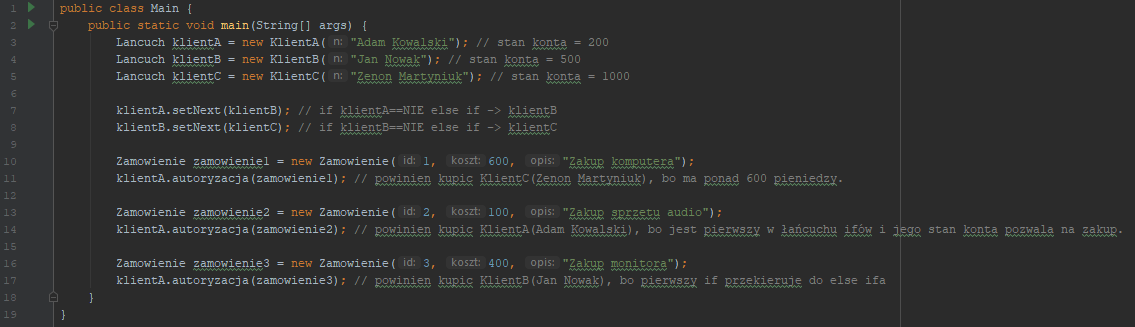 1 public class Main {
2 public static void main(String[] args) {
3 Lancuch klientA = new KlientA( n: "Adam Kowalski"); // stan konta = 200
4 Lancuch klientB = new KlientB( n: "Jan Nowak"); // stan konta = 500
5 Lancuch klientC = new KlientC( n: "Zenon Martyniuk"); // stan konta = 1000
6
7 klientA.setNext(klientB); // if klientA==NIE else if -> klientB
8 klientB.setNext(klientC); // if klientB==NIE else if -> klientC
9
10 Zamowienie zamowienie1 = new Zamowienie( id: 1, koszt: 600, opis: "Zakup komputera");
11 klientA.autoryzacja(zamowienie1); // powinien kupic KlientC(Zenon Martyniuk), bo ma ponad 600 pieniedzy.
12
13 Zamowienie zamowienie2 = new Zamowienie( id: 2, koszt: 100, opis: "Zakup sprzetu audio");
14 klientA.autoryzacja(zamowienie2); // powinien kupic KlientA(Adam Kowalski), bo jest pierwszy w łańcuchu ifów i jego stan konta pozwala na zakup.
15
16 Zamowienie zamowienie3 = new Zamowienie( id: 3, koszt: 400, opis: "Zakup monitora");
17 klientA.autoryzacja(zamowienie3); // powinien kupic KlientB(Jan Nowak), bo pierwszy if przekieruje do else ifa
18 }
19 }